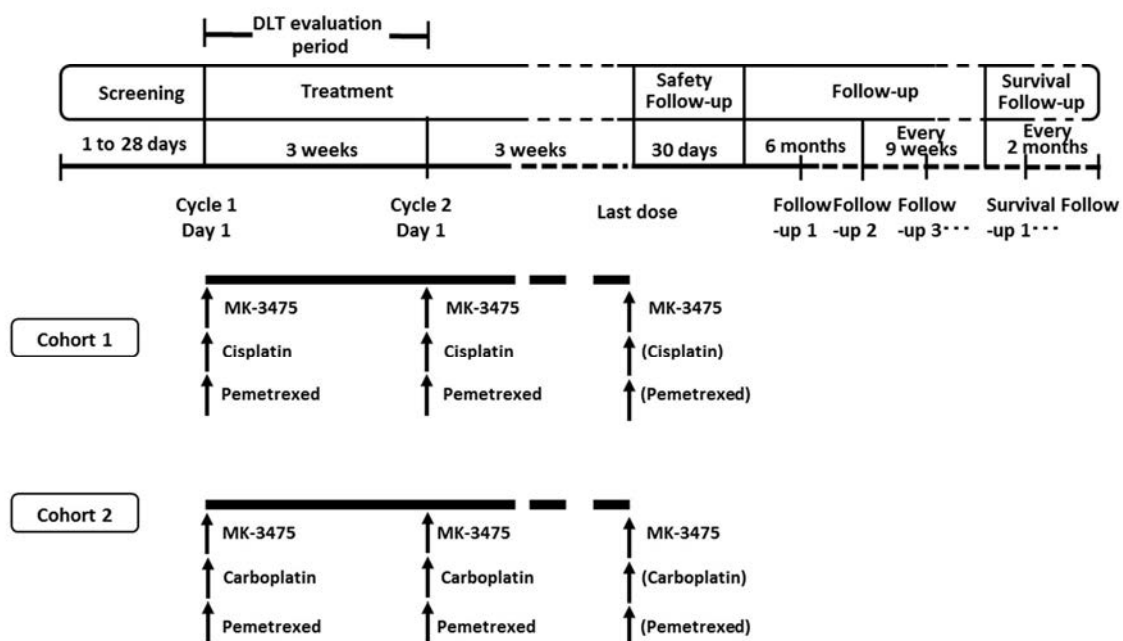 DLT evaluation
period
Screening
Treatment
Safety
Follow-up
Follow-up
Survival
Follow-up
1 to 28 days
3 weeks
3 weeks
30 days
6 months
Every
9 weeks
Every
2 months
Cycle 1
Day 1
Cycle 2
Day 1
Last dose
Follow
-up 1
Follow
-up 2
Follow
-up 3···
Survival Follow
-up 1···
Cohort 1
MK-3475
MK-3475
MK-3475
Cisplatin
Cisplatin
(Cisplatin)
Pemetrexed
Pemetrexed
(Pemetrexed)
Cohort 2
MK-3475
MK-3475
MK-3475
Carboplatin
Carboplatin
(Carboplatin)
Pemetrexed
Pemetrexed
(Pemetrexed)